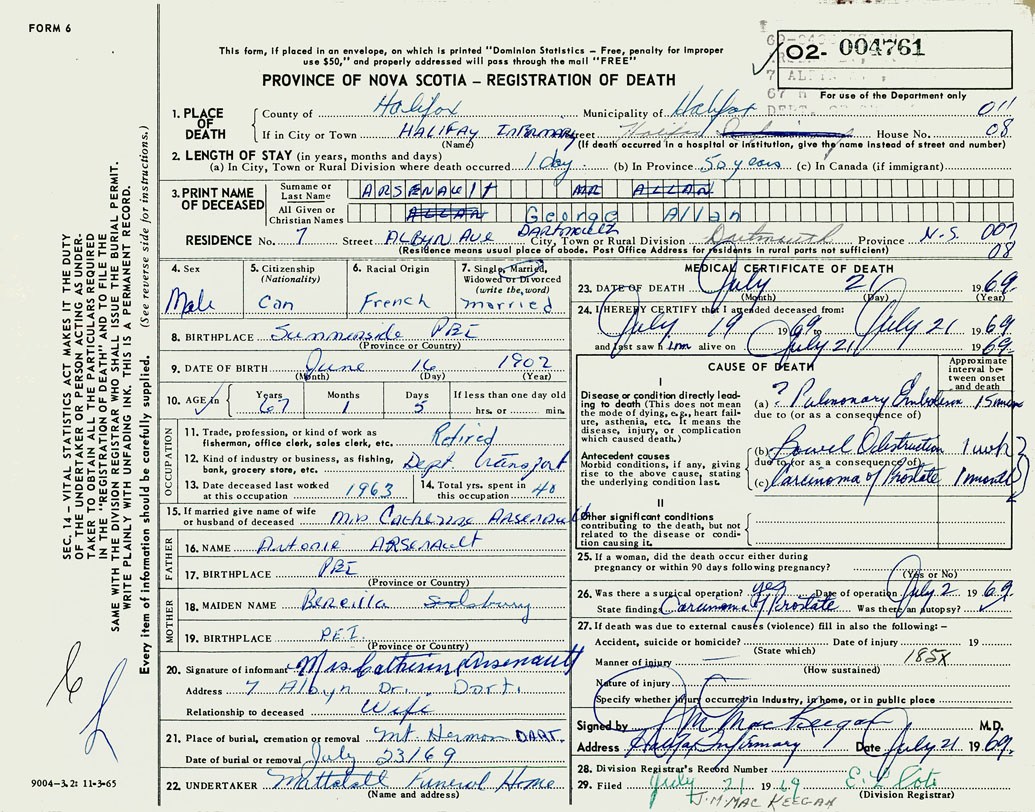 FORM 6
O2- 004761
For use of the Department only
This form, if placed in an envelope, on which is printed "Dominion Statistics – Free, penalty for improper
use $50," and properly addressed will pass through the mail "FREE"
PROVINCE OF NOVA SCOTIA – REGISTRATION OF DEATH
SEC. 14 – VITAL STATISTICS ACT MAKES IT THE DUTY
OF THE UNDERTAKER OR PERSON ACTING AS UNDER-
TAKER TO OBTAIN ALL THE PARTICULARS REQUIRED
IN THE "REGISTRATION OF DEATH" AND TO FILE THE
SAME WITH THE DIVISION REGISTRAR WHO SHALL ISSUE THE BURIAL PERMIT.
WRITE PLAINLY WITH UNFADING INK. THIS IS A PERMANENT RECORD.
Every item of information should be carefully supplied. (See reverse side for instructions.)
1. PLACE OF DEATH
County of Halifax Municipality of Halifax 011
If in City or Town HALIFAX INFIRMARY Street Halifax House No. 08
(Name) (If death occurred in a hospital or institution, give the name instead of street and number)
2. LENGTH OF STAY (in years, months and days)
(a) In City, Town or Rural Division where death occurred 1 day (b) In Province 50 years (c) In Canada (if immigrant)
3. PRINT NAME OF DECEASED
Surname or Last Name ARSENAULT MR ALLAN
All Given or Christian Names ALLAN George Allan
RESIDENCE No. 7 Street ALBYN AVE DARTMOUTH City, Town or Rural Division Dartmouth Province N.S. 007
(Residence means usual place of abode. Post Office Address for residents in rural ports not sufficient) 08
4. Sex Male
5. Citizenship (Nationality) Can
6. Racial Origin French
7. Single, Married, Widowed or Divorced (write the word) married
8. BIRTHPLACE Summerside PEI
(Province or Country)
9. DATE OF BIRTH June 16 1902
(Month) (Day) (Year)
10. AGE in Years 67 Months 1 Days 5 If less than one day old hrs. or min.
OCCUPATION
11. Trade, profession, or kind of work as fisherman, office clerk, sales clerk, etc. Retired
12. Kind of industry or business, as fishing, bank, grocery store, etc. Dept. transport
13. Date deceased last worked at this occupation 1963
14. Total yrs. spent in this occupation 40
15. If married give name of wife or husband of deceased Mrs Catherine Arsenault
FATHER
16. NAME Antonie ARSENAULT
17. BIRTHPLACE PEI
(Province or Country)
MOTHER
18. MAIDEN NAME
19. BIRTHPLACE P.E.I.
(Province or Country)
20. Signature of informant Mrs. Catherine Arsenault
Address 7 Albyn Dr. Dart.
Relationship to deceased Wife
21. Place of burial, cremation or removal Mt Hermon DART.
Date of burial or removal July 23/69
22. UNDERTAKER Mattatall Funeral Home
(Name and address)
9004–3.2: 11-3-65
MEDICAL CERTIFICATE OF DEATH
23. DATE OF DEATH July 21 1969
(Month) (Day) (Year)
24. I HEREBY CERTIFY that I attended deceased from:
July 19 1969 to July 21 1969
and last saw him alive on July 21 1969.
CAUSE OF DEATH
Approximate interval between onset and death
I
Disease or condition directly leading to death (This does not mean the mode of dying, e.g., heart failure, asthenia, etc. It means the disease, injury, or complication which caused death.)
(a) ? Pulmonary Embolism 15 min
due to (or as a consequence of)
Antecedent causes
Morbid conditions, if any, giving rise to the above cause, stating the underlying condition last.
(b) Bowel Obstruction 1 wk
due to (or as a consequence of)
(c) Carcinoma of Prostate 1 month
II
Other significant conditions
contributing to the death, but not related to the disease or condition causing it.
25. If a woman, did the death occur either during
pregnancy or within 90 days following pregnancy?
(Yes or No)
26. Was there a surgical operation? yes Date of operation July 2 1969.
State findings Carcinoma of Prostate Was there an autopsy?
27. If death was due to external causes (violence) fill in also the following: –
Accident, suicide or homicide? Date of injury 19
(State which) 185X
Manner of injury
(How sustained)
Nature of injury
Specify whether injury occurred in Industry, in home, or in public place
Signed by J M MacKeegan M.D.
Address Halifax Infirmary Date July 21 1969.
28. Division Registrar's Record Number
29. Filed July 21 1969
(Division Registrar)
J.M. MAC KEEGAN